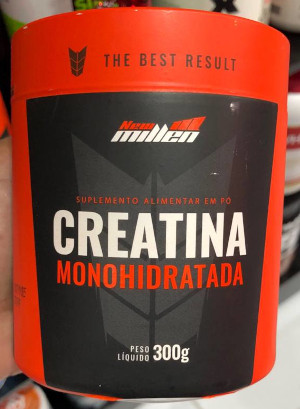 THE BEST RESULT
New
millen
SUPLEMENTO ALIMENTAR EM PÓ
CREATINA
MONOHIDRATADA
PESO
LÍQUIDO 300g